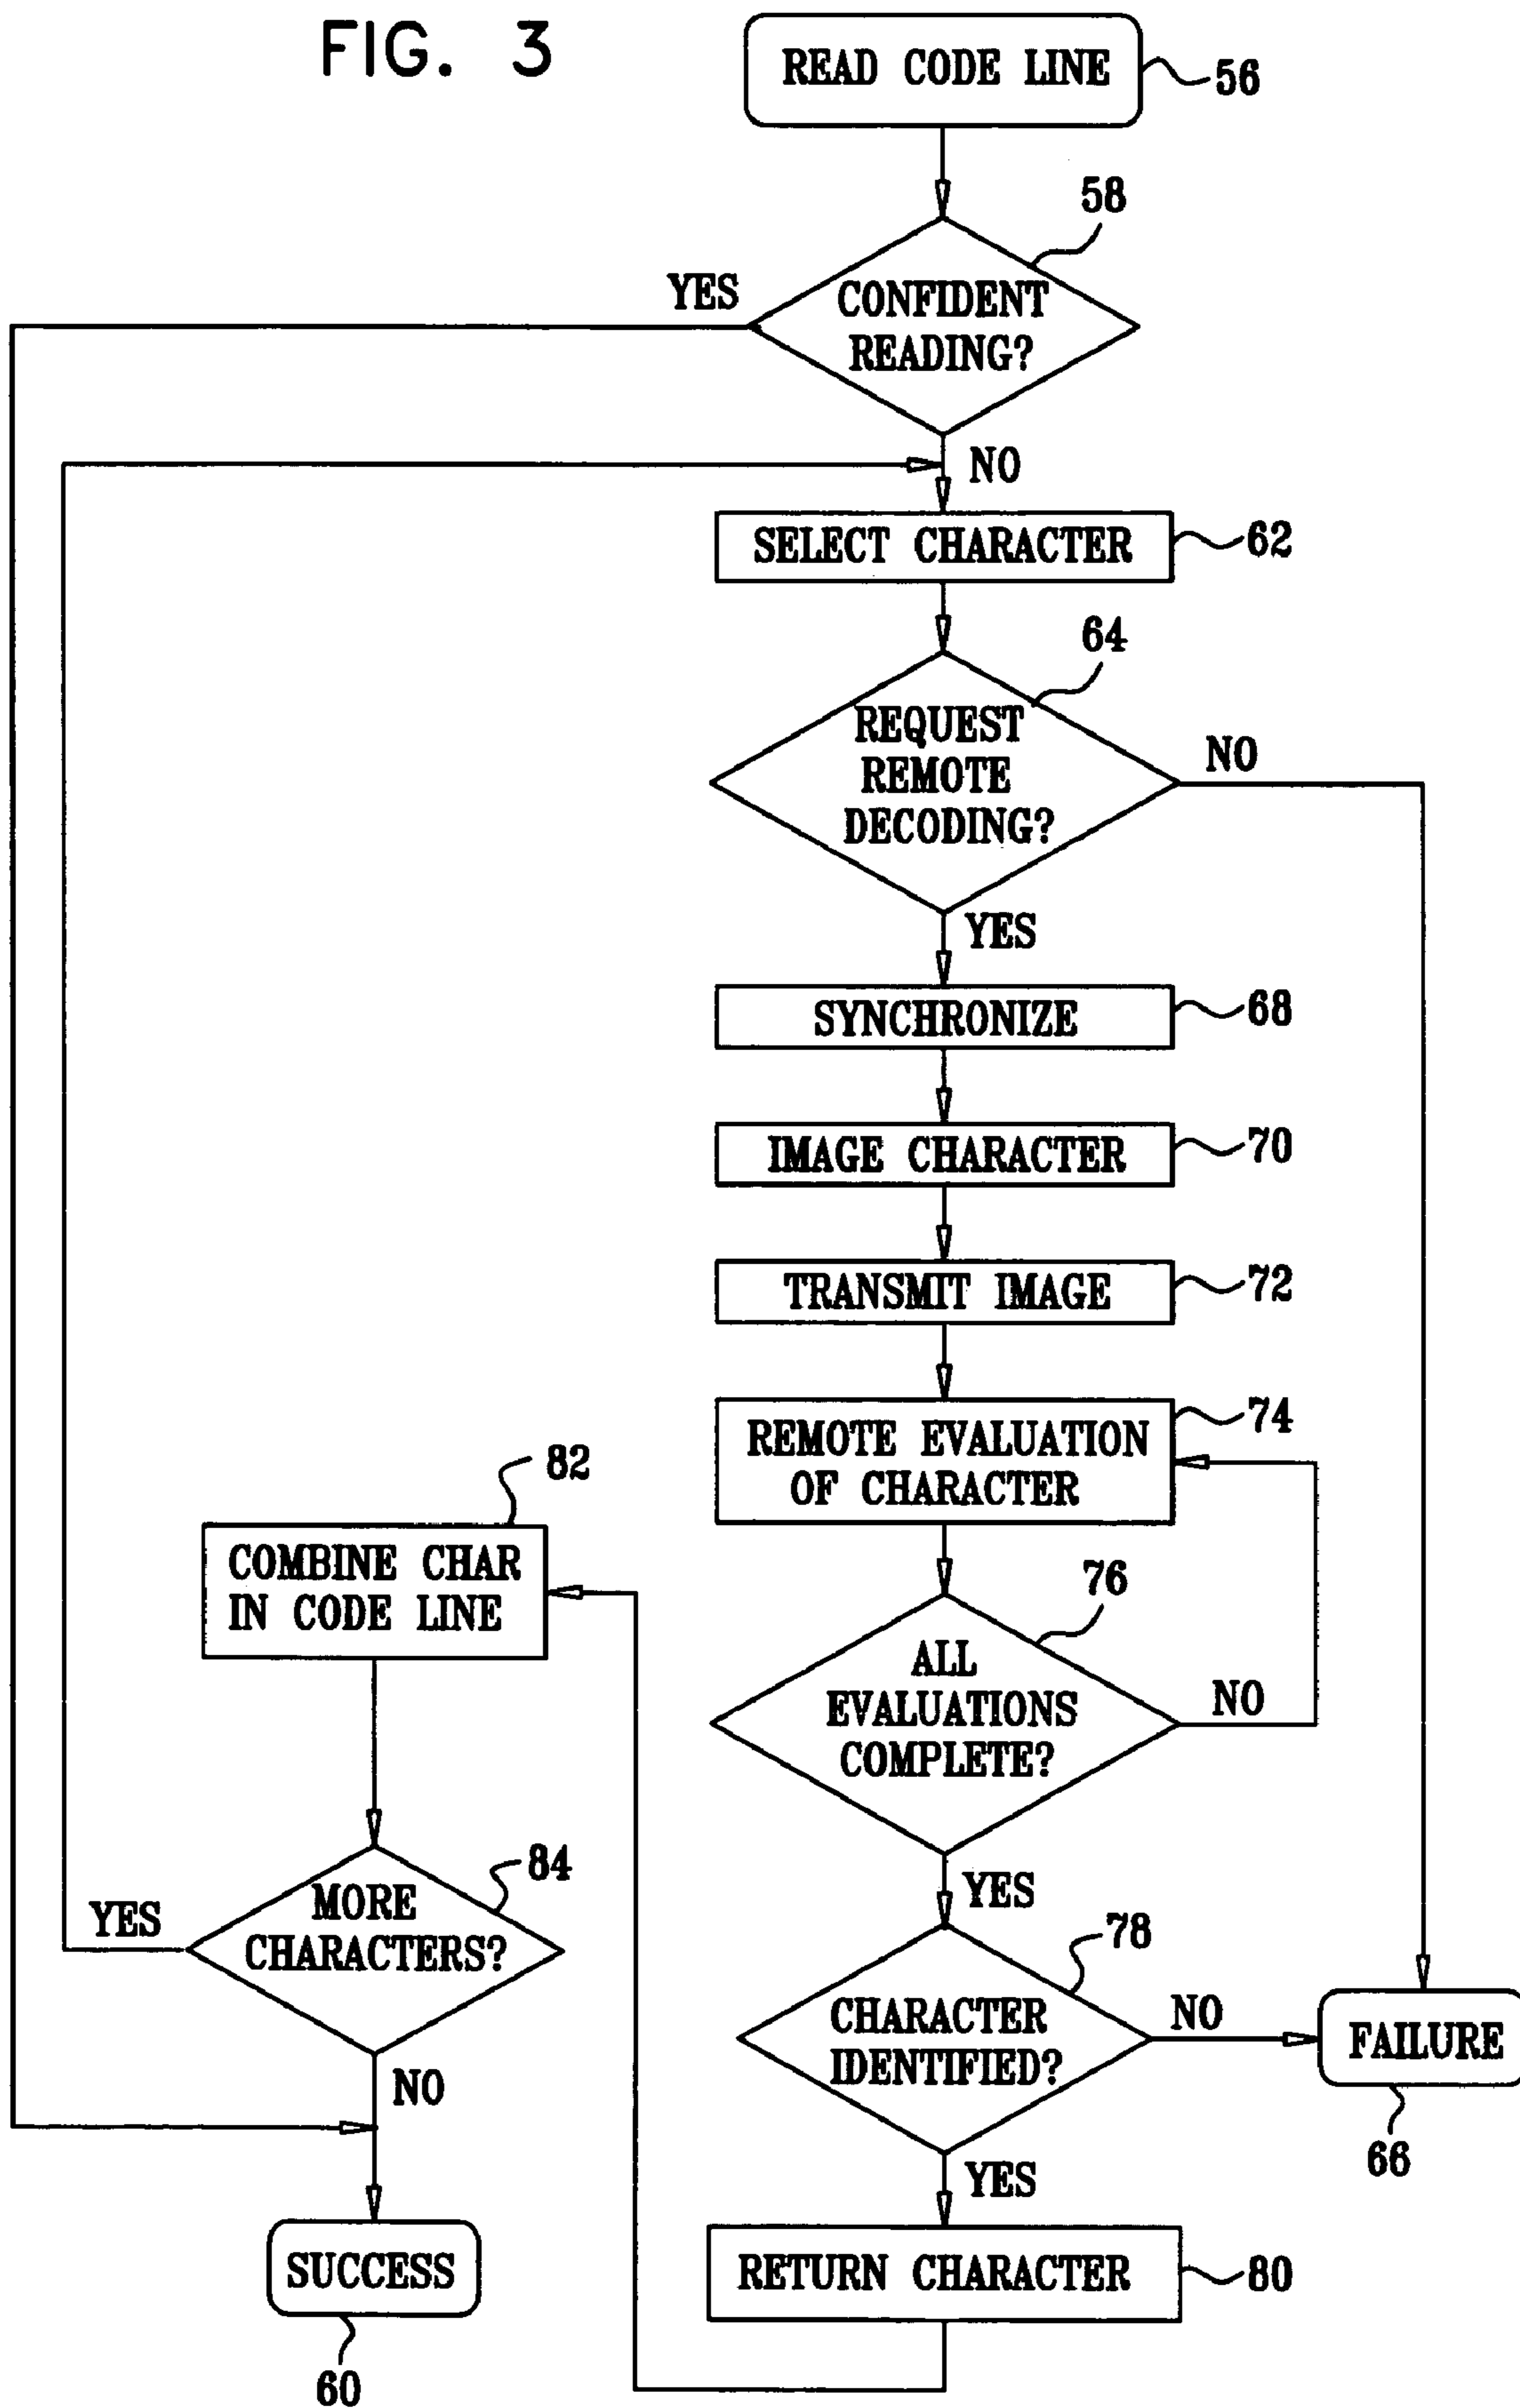 FIG. 3
READ CODE LINE
56
58
YES
CONFIDENT
READING?
NO
SELECT CHARACTER
62
64
REQUEST
REMOTE
DECODING?
NO
YES
SYNCHRONIZE
68
IMAGE CHARACTER
70
TRANSMIT IMAGE
72
REMOTE EVALUATION
OF CHARACTER
74
82
COMBINE CHAR
IN CODE LINE
76
ALL
EVALUATIONS
COMPLETE?
NO
YES
84
MORE
CHARACTERS?
YES
NO
78
CHARACTER
IDENTIFIED?
NO
FAILURE
66
YES
SUCCESS
60
RETURN CHARACTER
80